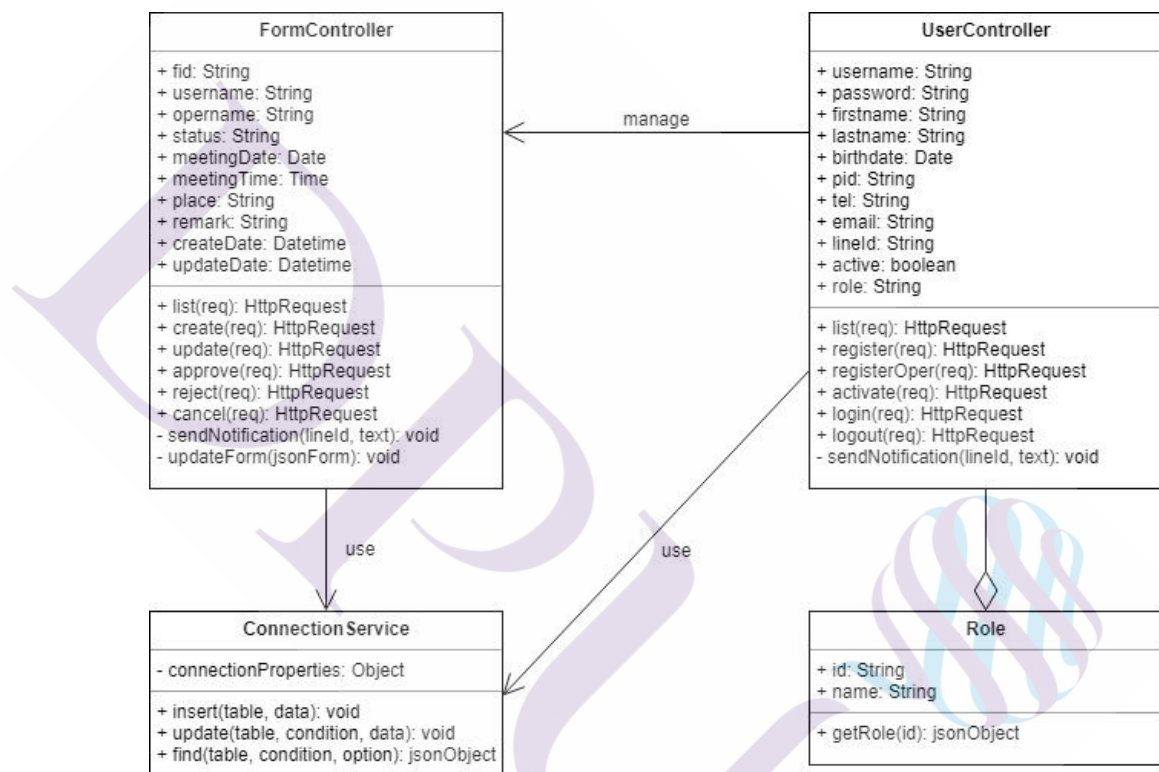 FormController
+ fid: String
+ username: String
+ opername: String
+ status: String
+ meetingDate: Date
+ meetingTime: Time
+ place: String
+ remark: String
+ createDate: Datetime
+ updateDate: Datetime
+ list(req): HttpRequest
+ create(req): HttpRequest
+ update(req): HttpRequest
+ approve(req): HttpRequest
+ reject(req): HttpRequest
+ cancel(req): HttpRequest
- sendNotification(lineId, text): void
- updateForm(jsonForm): void
manage
UserController
+ username: String
+ password: String
+ firstname: String
+ lastname: String
+ birthdate: Date
+ pid: String
+ tel: String
+ email: String
+ lineId: String
+ active: boolean
+ role: String
+ list(req): HttpRequest
+ register(req): HttpRequest
+ registerOper(req): HttpRequest
+ activate(req): HttpRequest
+ login(req): HttpRequest
+ logout(req): HttpRequest
- sendNotification(lineId, text): void
use
use
ConnectionService
- connectionProperties: Object
+ insert(table, data): void
+ update(table, condition, data): void
+ find(table, condition, option): jsonObject
Role
+ id: String
+ name: String
+ getRole(id): jsonObject
DPU